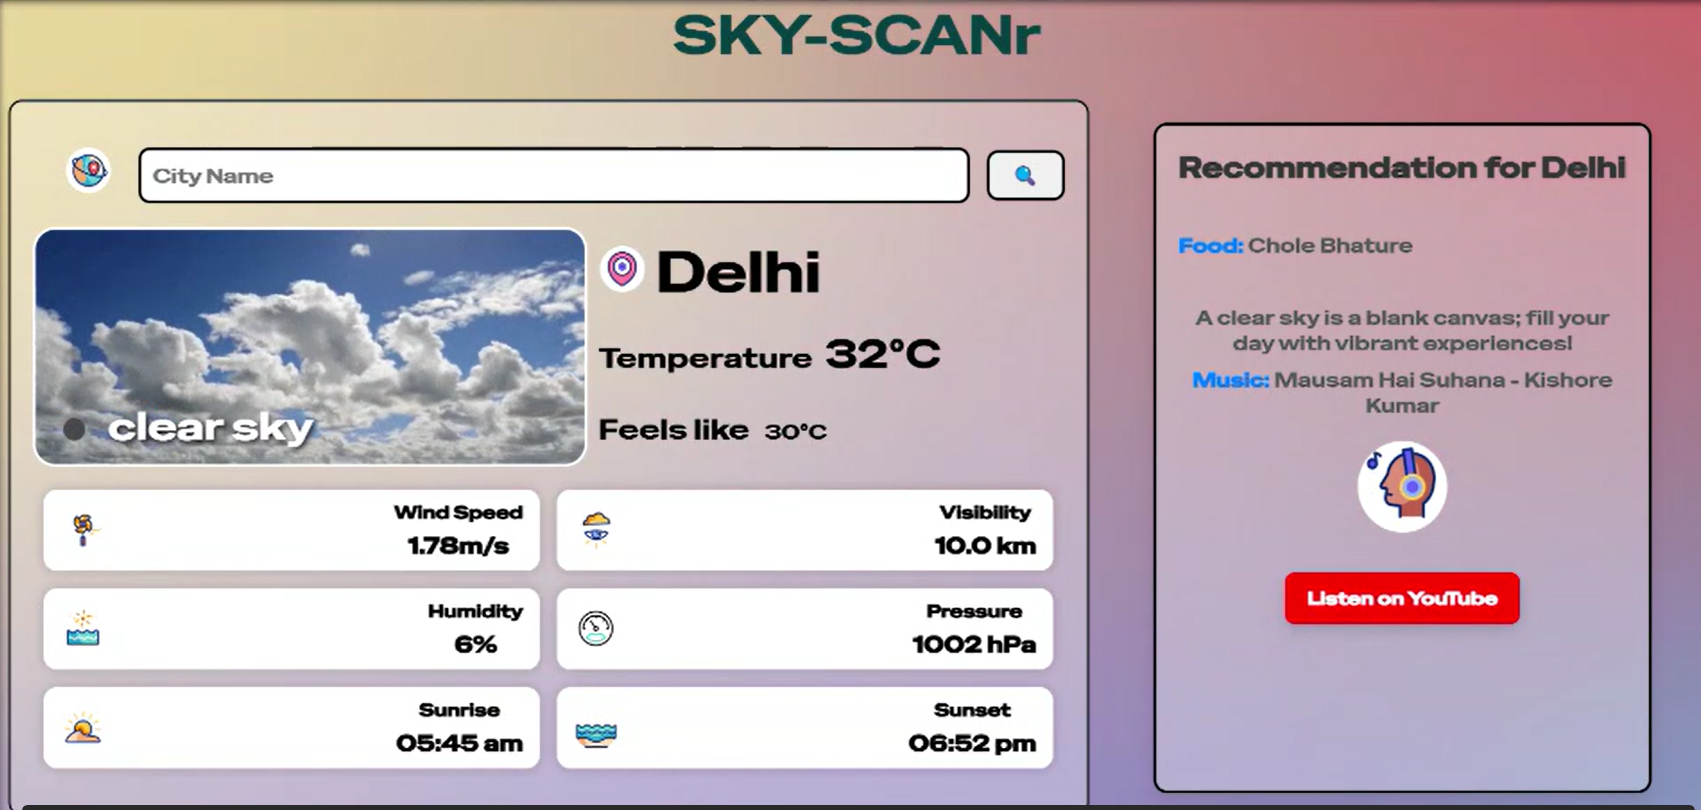 SKY-SCANr
City Name
Delhi
Temperature 32°C
Feels like 30°C
clear sky
Wind Speed
1.78m/s
Visibility
10.0 km
Humidity
6%
Pressure
1002 hPa
Sunrise
05:45 am
Sunset
06:52 pm
Recommendation for Delhi
Food: Chole Bhature
A clear sky is a blank canvas; fill your
day with vibrant experiences!
Music: Mausam Hai Suhana - Kishore
Kumar
Listen on YouTube